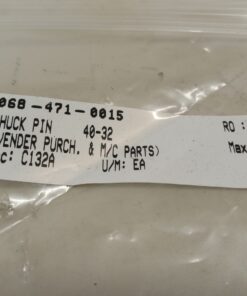 068-471-0015
HUCK PIN 40-32
VENDER PURCH. & M/C PARTS)
c: C132A U/M: EA
RO :
Max